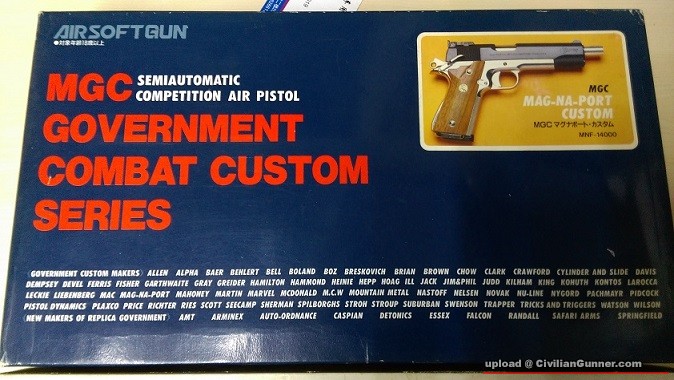 AIRSOFTGUN
●対象年齢18歳以上
MGC SEMIAUTOMATIC
COMPETITION AIR PISTOL
GOVERNMENT
COMBAT CUSTOM
SERIES
MGC
MAG-NA-PORT
CUSTOM
MGC マグナポート・カスタム
MNF-14000
〈GOVERNMENT CUSTOM MAKERS〉 ALLEN ALPHA BAER BEHLERT BELL BOLAND BOZ BRESKOVICH BRIAN BROWN CHOW CLARK CRAWFORD CYLINDER AND SLIDE DAVIS
DEMPSEY DEVEL FERRIS FISHER GARTHWAITE GRAY GREIDER HAMILTON HAMMOND HEINIE HEPP HOAG ILL JACK JIM&PHIL JUDD KILHAM KING KOHUTH KONTOS LAROCCA
LECKIE LIEBENBERG MAC MAG-NA-PORT MAHONEY MARTIN MARVEL MCDONALD M.C.W MOUNTAIN METAL NASTOFF NELSEN NOVAK NU-LINE NYGORD PACHMAYR PIDCOCK
PISTOL DYNAMICS PLAXCO PRICE RICHTER RIES SCOTT SEECAMP SHERMAN SPILBORGHS STRON STROUP SUBURBAN SWENSON TRAPPER TRICKS AND TRIGGERS WATSON WILSON
〈NEW MAKERS OF REPLICA GOVERNMENT〉 AMT ARMINEX AUTO-ORDNANCE CASPIAN DETONICS ESSEX FALCON RANDALL SAFARI ARMS SPRINGFIELD
upload @ CivilianGunner.com